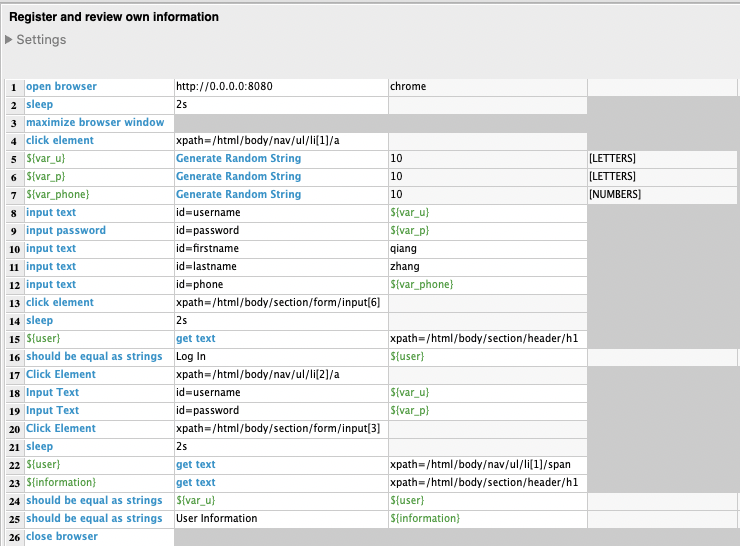 Register and review own information
Settings
1 open browser http://0.0.0.0:8080 chrome
2 sleep 2s
3 maximize browser window
4 click element xpath=/html/body/nav/ul/li[1]/a
5 ${var_u} Generate Random String 10 [LETTERS]
6 ${var_p} Generate Random String 10 [LETTERS]
7 ${var_phone} Generate Random String 10 [NUMBERS]
8 input text id=username ${var_u}
9 input password id=password ${var_p}
10 input text id=firstname qiang
11 input text id=lastname zhang
12 input text id=phone ${var_phone}
13 click element xpath=/html/body/section/form/input[6]
14 sleep 2s
15 ${user} get text xpath=/html/body/section/header/h1
16 should be equal as strings Log In ${user}
17 Click Element xpath=/html/body/nav/ul/li[2]/a
18 Input Text id=username ${var_u}
19 Input Text id=password ${var_p}
20 Click Element xpath=/html/body/section/form/input[3]
21 sleep 2s
22 ${user} get text xpath=/html/body/nav/ul/li[1]/span
23 ${information} get text xpath=/html/body/section/header/h1
24 should be equal as strings ${var_u} ${user}
25 should be equal as strings User Information ${information}
26 close browser